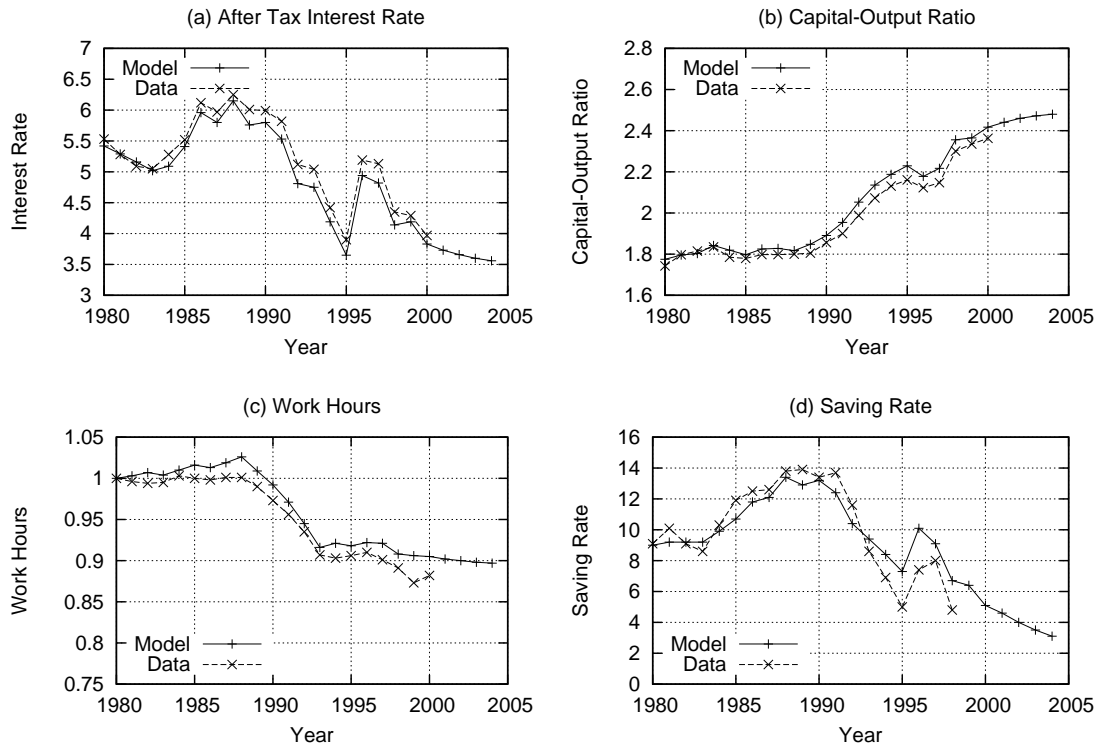 (a) After Tax Interest Rate
7
6.5
6
5.5
5
4.5
4
3.5
3
Interest Rate
Model
Data
1980 1985 1990 1995 2000 2005
Year
(b) Capital-Output Ratio
2.8
2.6
2.4
2.2
2
1.8
1.6
Capital-Output Ratio
Model
Data
1980 1985 1990 1995 2000 2005
Year
(c) Work Hours
1.05
1
0.95
0.9
0.85
0.8
0.75
Work Hours
Model
Data
1980 1985 1990 1995 2000 2005
Year
(d) Saving Rate
16
14
12
10
8
6
4
2
0
Saving Rate
Model
Data
1980 1985 1990 1995 2000 2005
Year